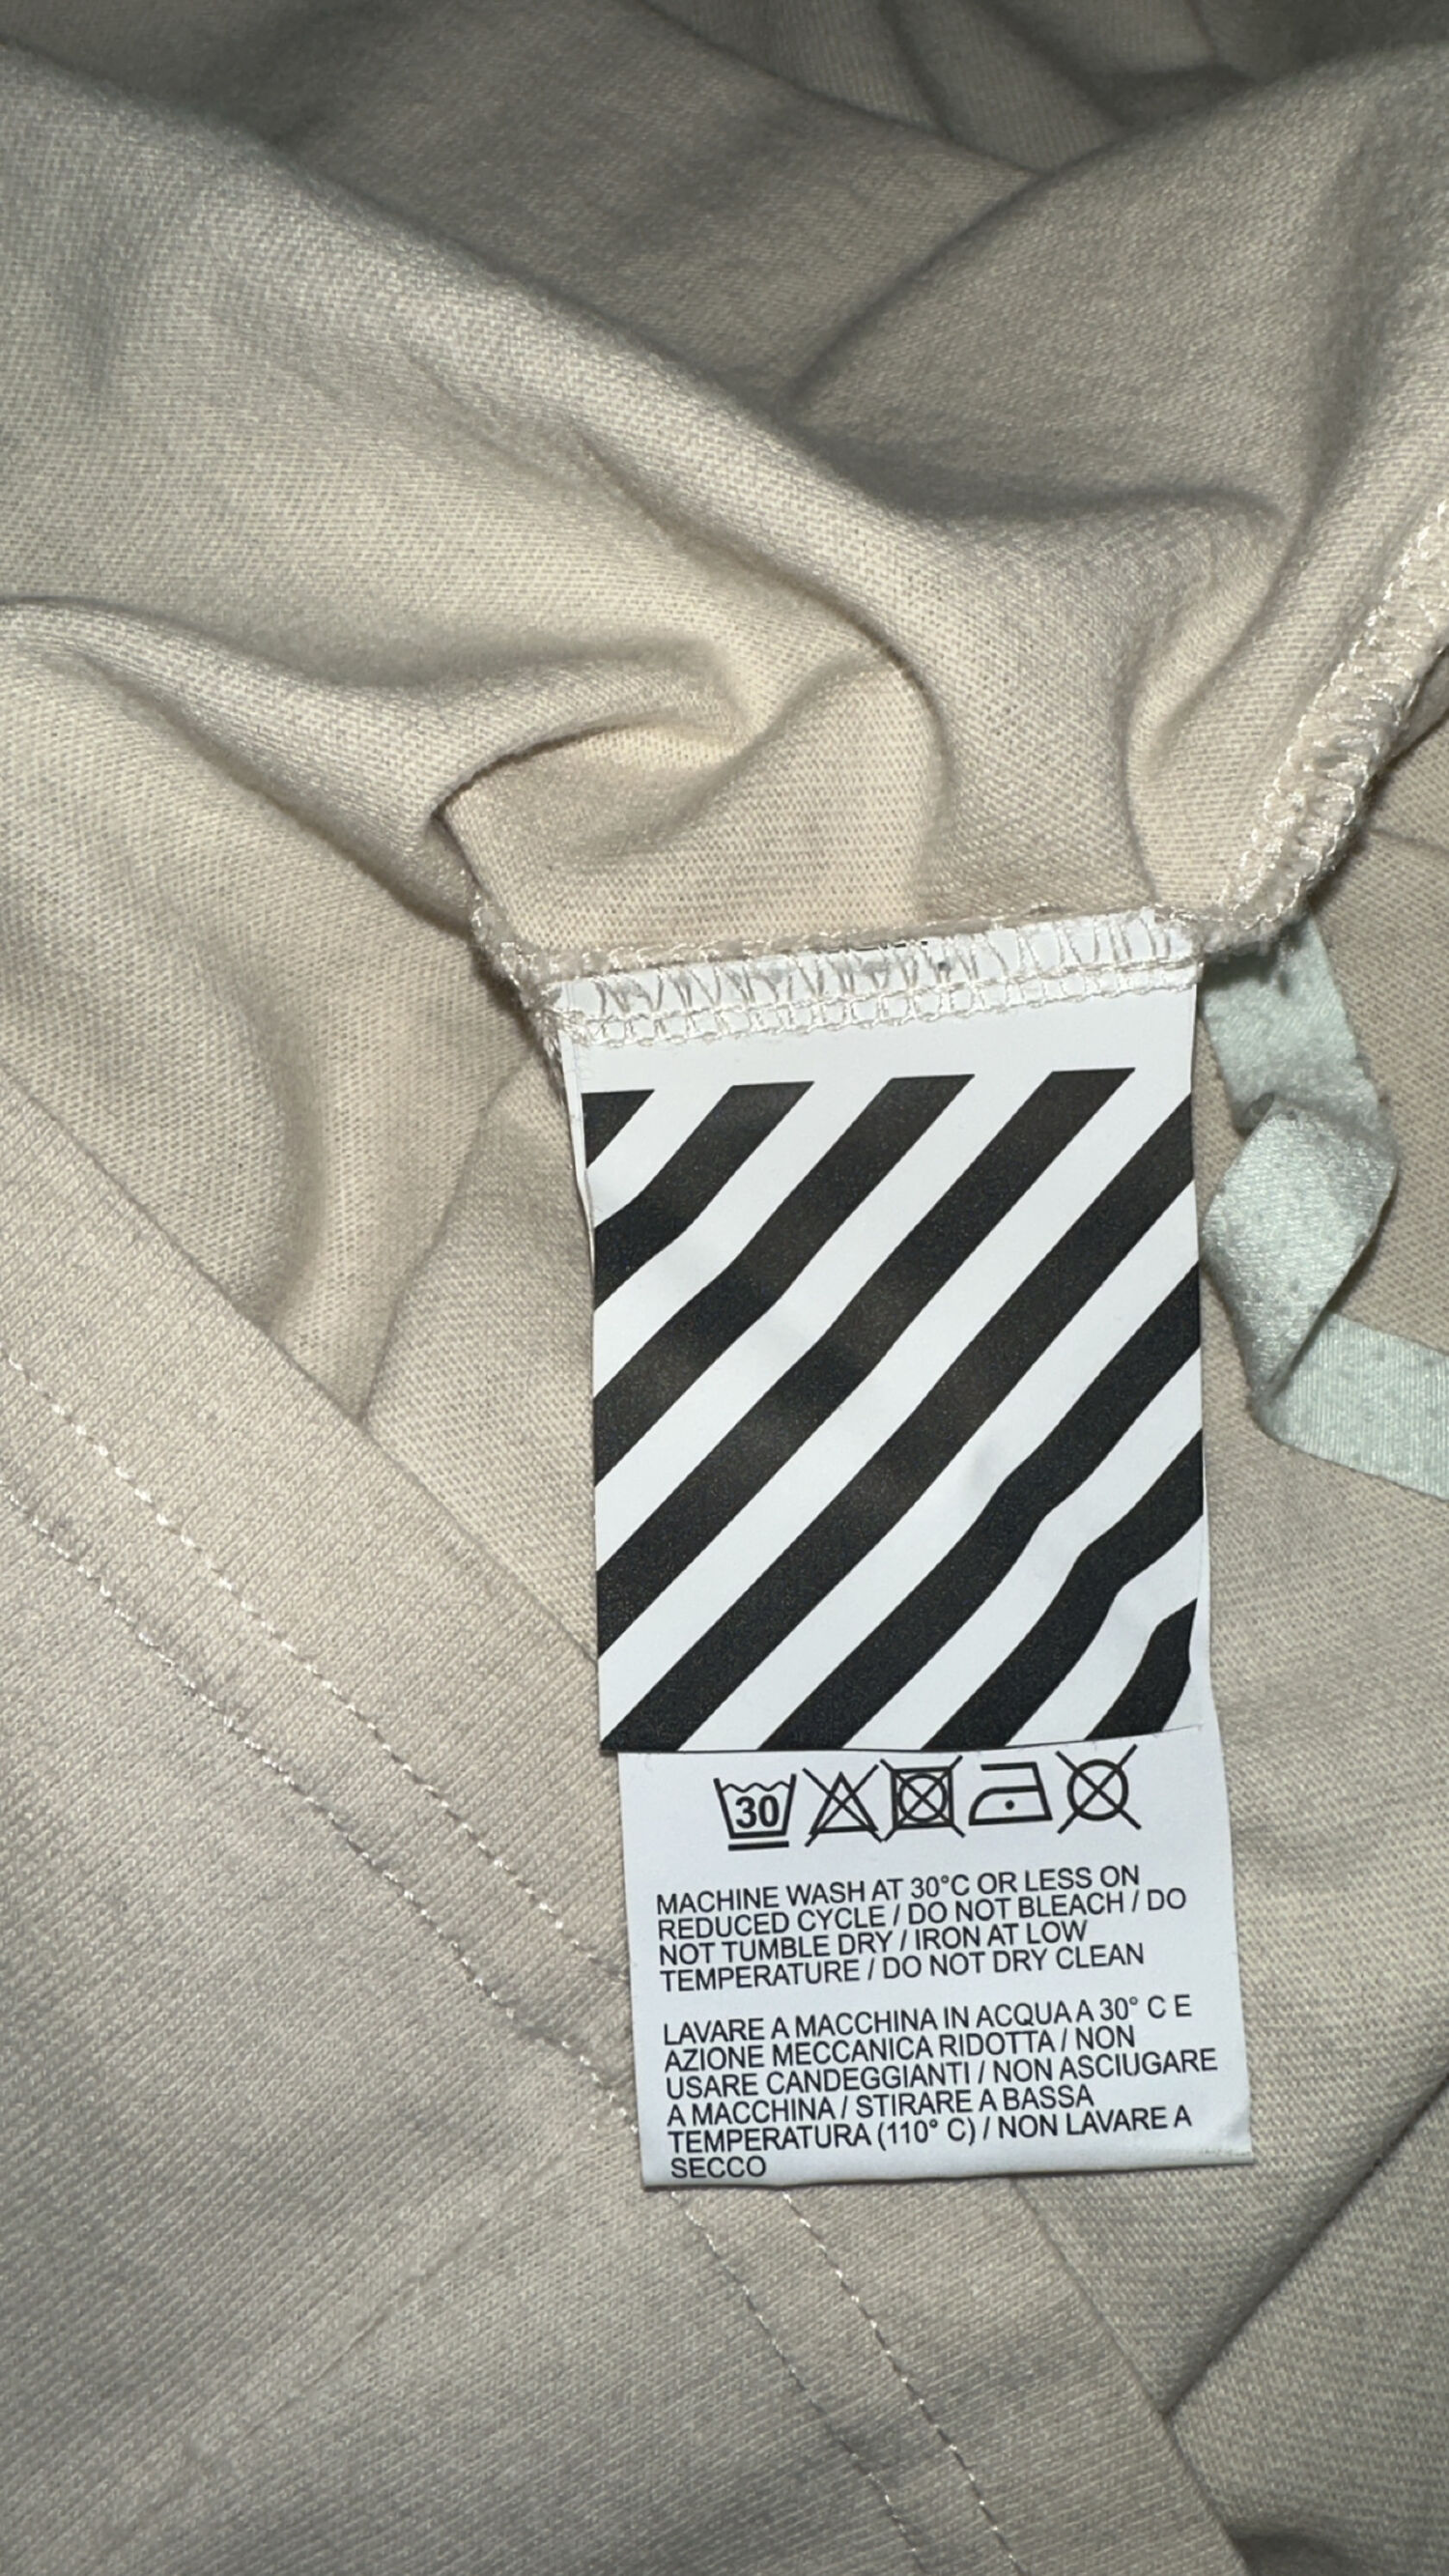 30
MACHINE WASH AT 30°C OR LESS ON
REDUCED CYCLE / DO NOT BLEACH / DO
NOT TUMBLE DRY / IRON AT LOW
TEMPERATURE / DO NOT DRY CLEAN
LAVARE A MACCHINA IN ACQUA A 30° C E
AZIONE MECCANICA RIDOTTA / NON
USARE CANDEGGIANTI / NON ASCIUGARE
A MACCHINA / STIRARE A BASSA
TEMPERATURA (110° C) / NON LAVARE A
SECCO